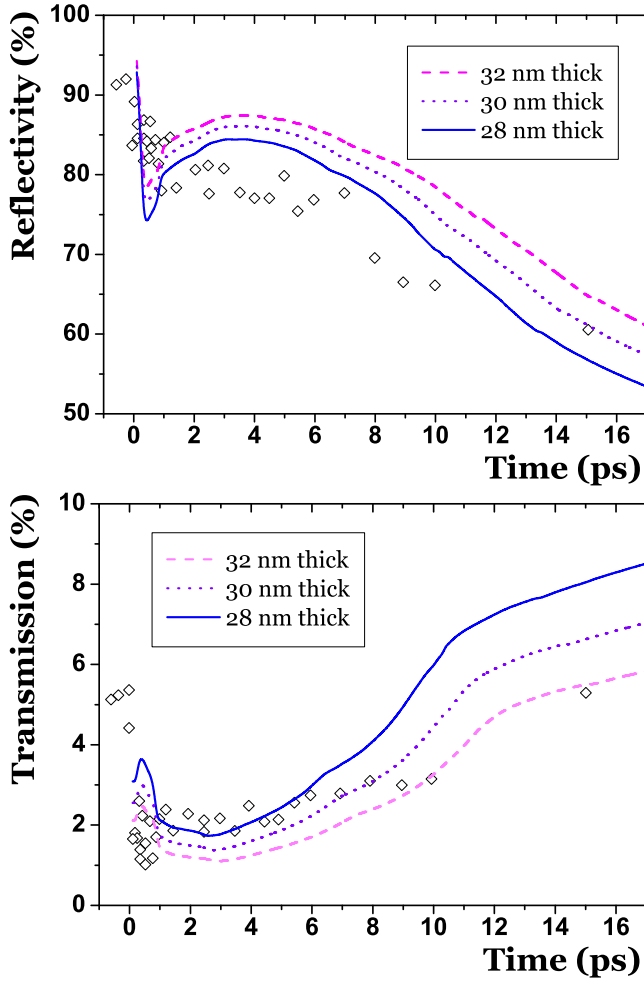 Reflectivity (%)
100
90
80
70
60
50
32 nm thick
30 nm thick
28 nm thick
0 2 4 6 8 10 12 14 16
Time (ps)
Transmission (%)
10
8
6
4
2
0
32 nm thick
30 nm thick
28 nm thick
0 2 4 6 8 10 12 14 16
Time (ps)